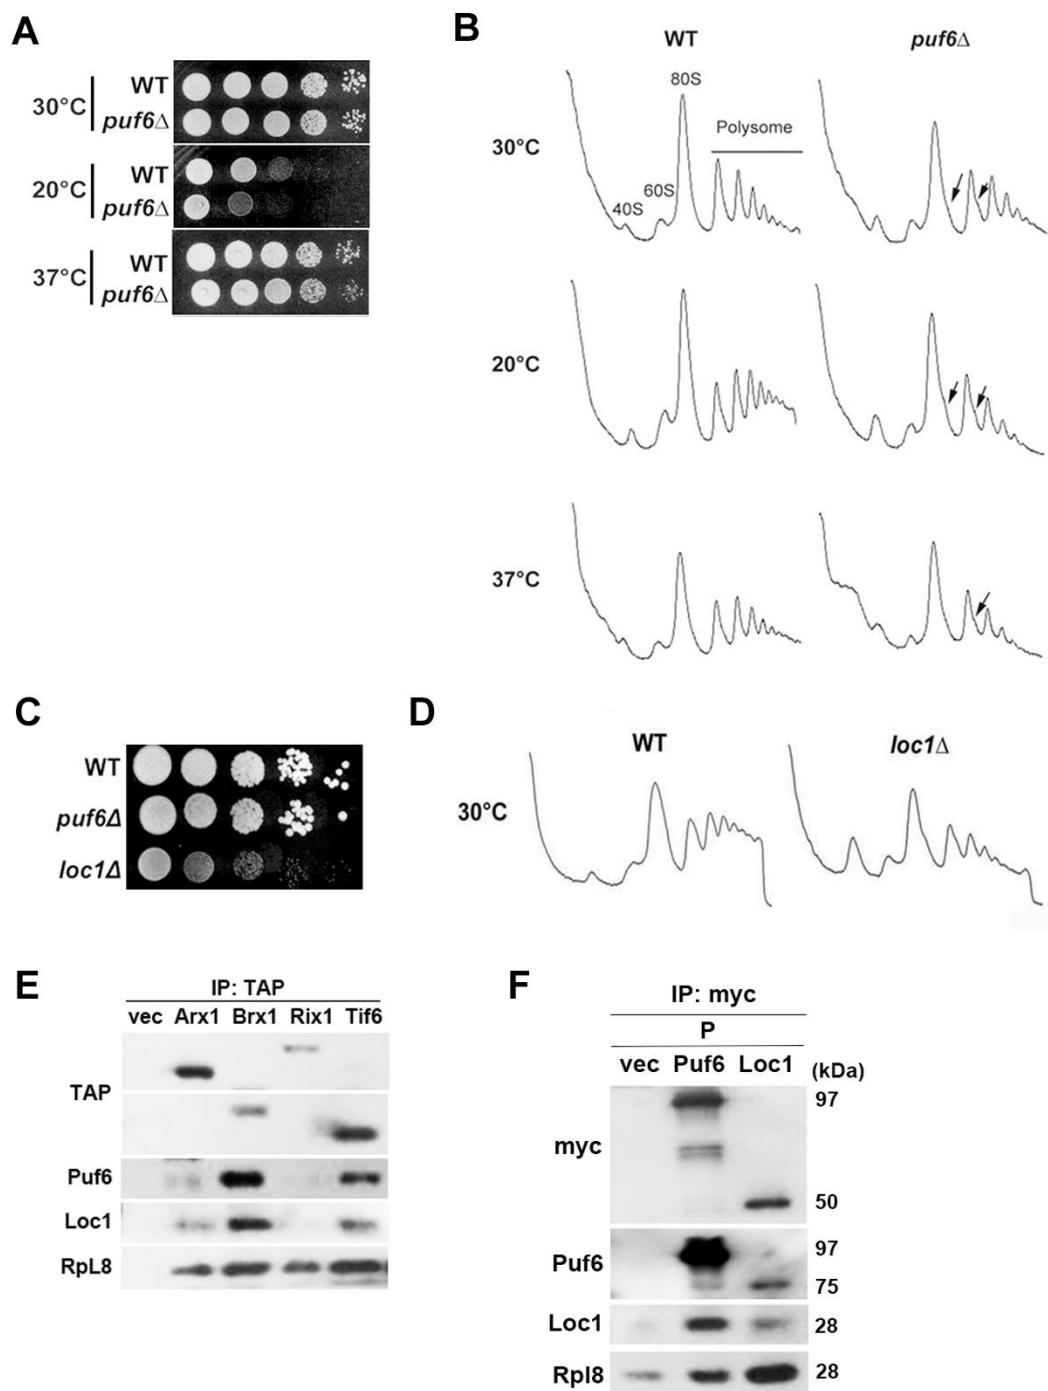 A
30°C
WT
puf6Δ
20°C
WT
puf6Δ
37°C
WT
puf6Δ
B
WT
puf6Δ
30°C
40S
60S
80S
Polysome
20°C
37°C
C
WT
puf6Δ
loc1Δ
D
WT
loc1Δ
30°C
E
IP: TAP
vec Arx1 Brx1 Rix1 Tif6
TAP
Puf6
Loc1
RpL8
F
IP: myc
P
vec Puf6 Loc1 (kDa)
myc
97
50
Puf6
97
75
Loc1
28
Rpl8
28